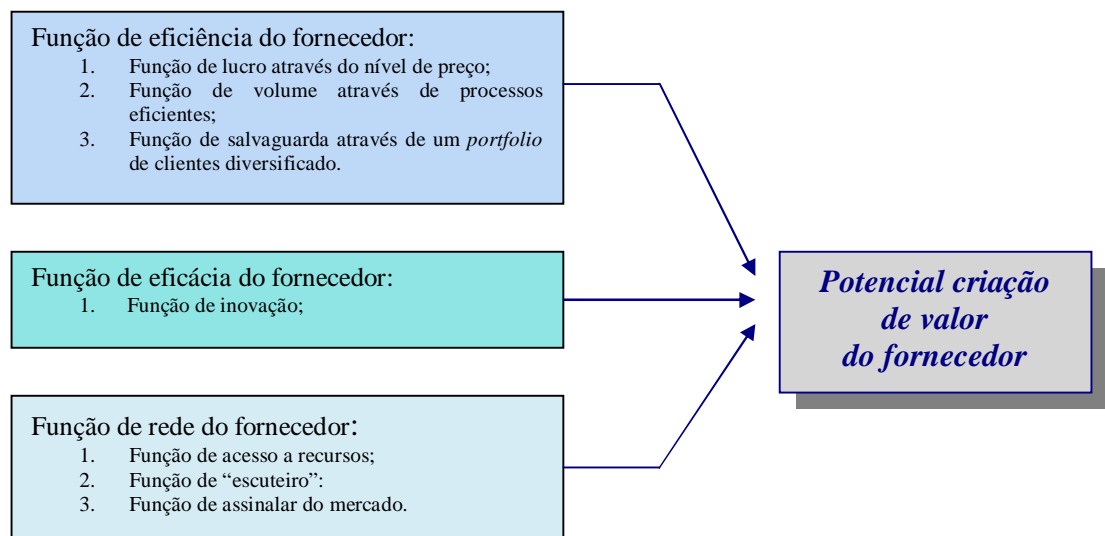 Função de eficiência do fornecedor:
1. Função de lucro através do nível de preço;
2. Função de volume através de processos
eficientes;
3. Função de salvaguarda através de um portfolio
de clientes diversificado.
Função de eficácia do fornecedor:
1. Função de inovação;
Função de rede do fornecedor:
1. Função de acesso a recursos;
2. Função de “escuteiro”:
3. Função de assinalar do mercado.
Potencial criação
de valor
do fornecedor